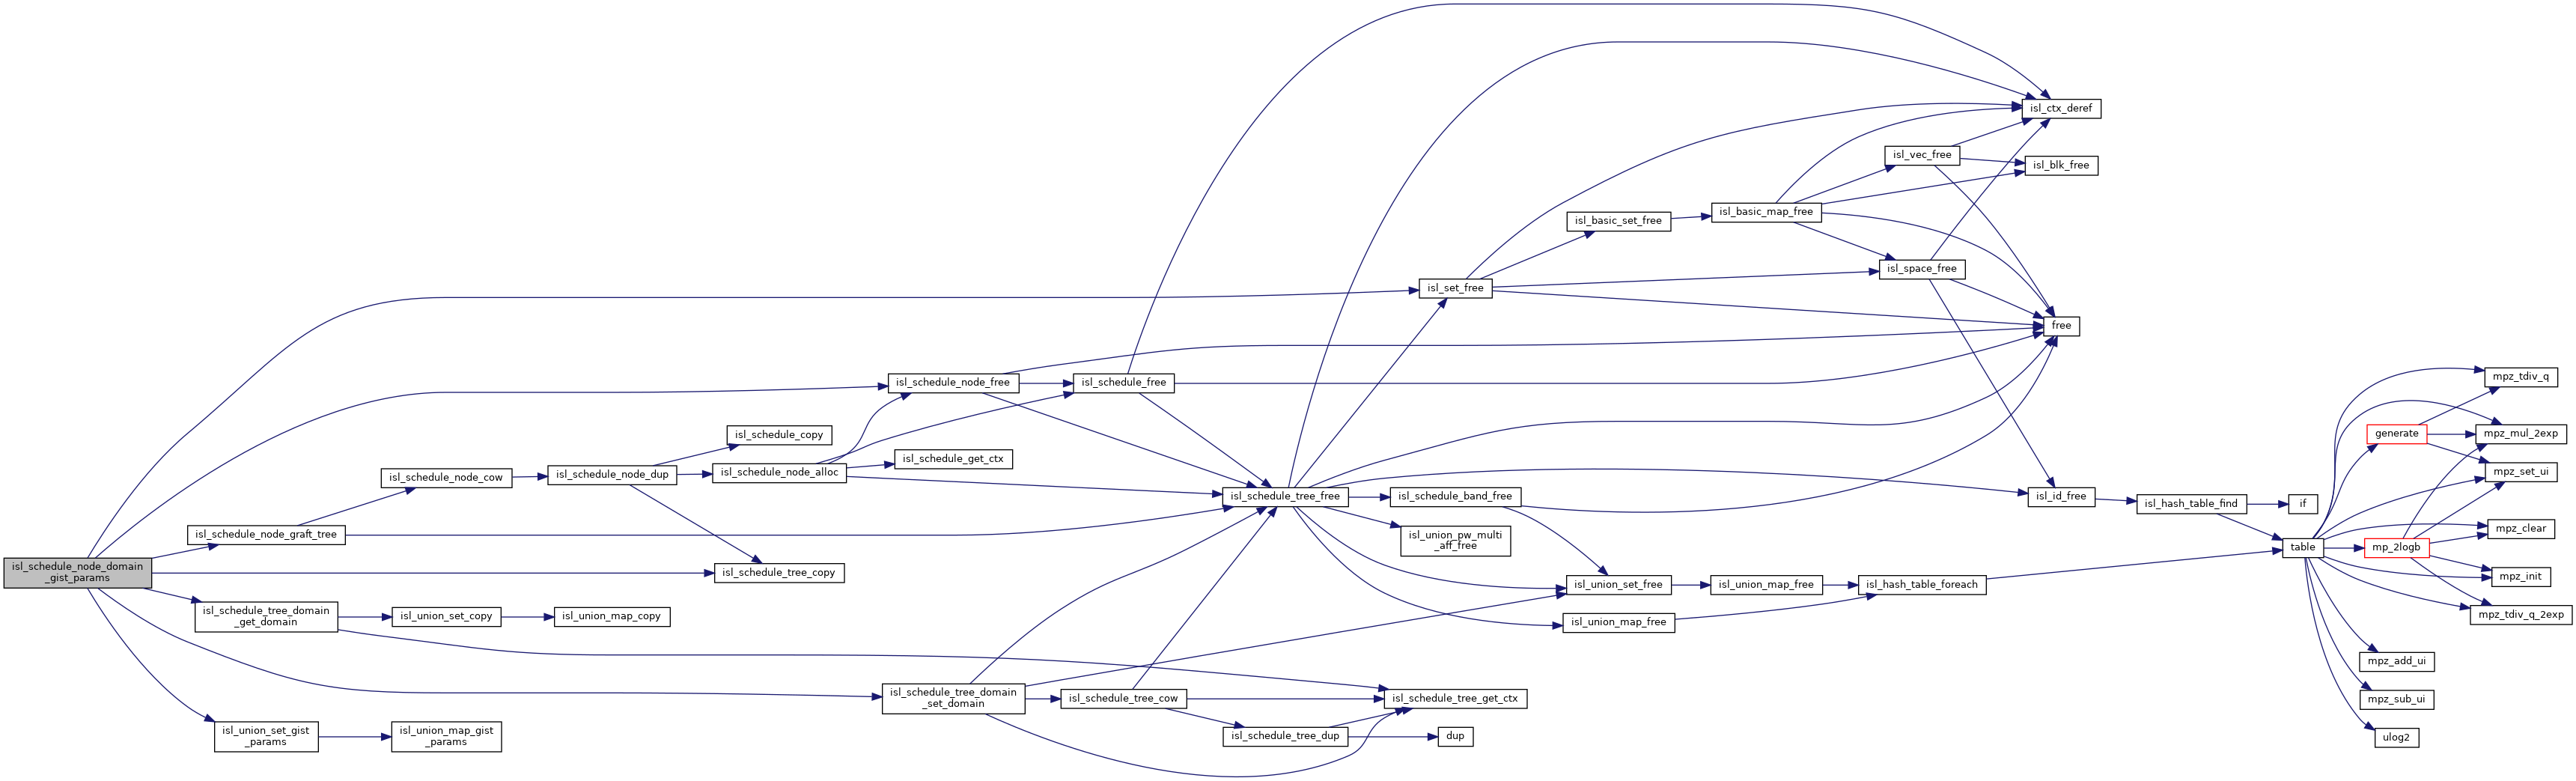 isl_schedule_node_domain
_gist_params
isl_schedule_node_graft_tree
isl_schedule_tree_domain
_get_domain
isl_union_set_gist
_params
isl_schedule_node_cow
isl_union_set_copy
isl_union_map_gist
_params
isl_schedule_node_dup
isl_union_map_copy
isl_schedule_copy
isl_schedule_node_alloc
isl_schedule_tree_copy
isl_schedule_node_free
isl_schedule_get_ctx
isl_schedule_tree_domain
_set_domain
isl_schedule_free
isl_schedule_tree_cow
isl_schedule_tree_free
isl_schedule_tree_dup
isl_set_free
isl_schedule_band_free
isl_union_pw_multi
_aff_free
isl_schedule_tree_get_ctx
dup
isl_basic_set_free
isl_union_set_free
isl_union_map_free
isl_basic_map_free
isl_union_map_free
isl_vec_free
isl_space_free
isl_hash_table_foreach
isl_ctx_deref
isl_blk_free
free
isl_id_free
isl_hash_table_find
if
table
generate
mp_2logb
mpz_add_ui
mpz_sub_ui
ulog2
mpz_tdiv_q
mpz_mul_2exp
mpz_set_ui
mpz_clear
mpz_init
mpz_tdiv_q_2exp